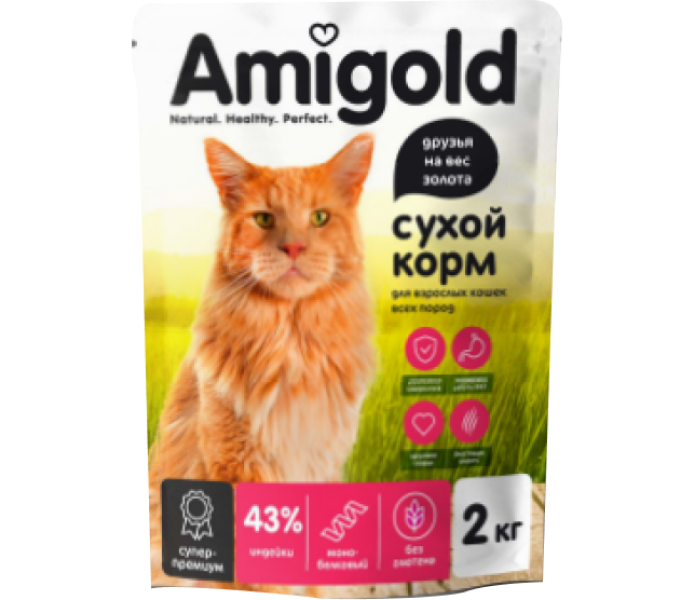 Amigold
Natural. Healthy. Perfect.
друзья
на вес
золота
сухой
корм
для взрослых кошек
всех пород
супер-
премиум
43%
индейки
моно-
белковый
без
глютена
2 кг